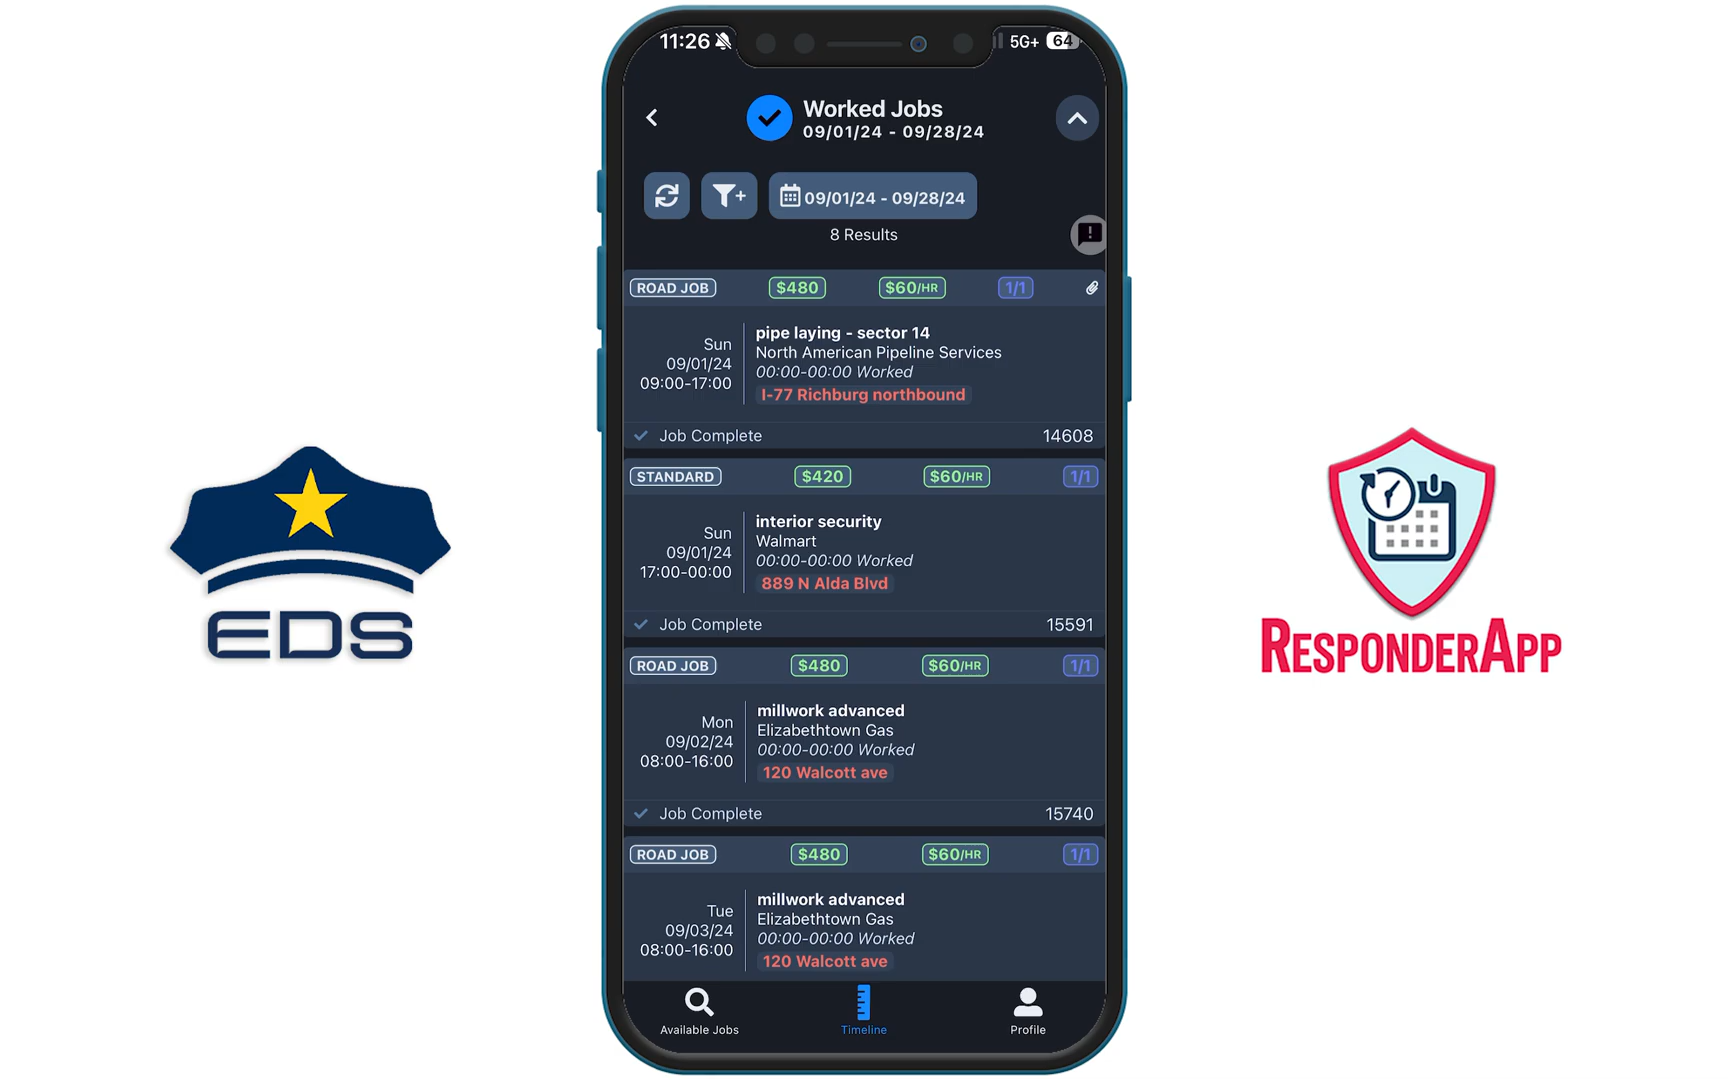 11:26
5G+ 64
Worked Jobs
09/01/24 - 09/28/24
09/01/24 - 09/28/24
8 Results
ROAD JOB $480 $60/HR 1/1
pipe laying - sector 14
Sun
North American Pipeline Services
09/01/24
00:00-00:00 Worked
09:00-17:00
I-77 Richburg northbound
Job Complete 14608
STANDARD $420 $60/HR 1/1
interior security
Sun
Walmart
09/01/24
00:00-00:00 Worked
17:00-00:00
889 N Alda Blvd
Job Complete 15591
ROAD JOB $480 $60/HR 1/1
millwork advanced
Mon
Elizabethtown Gas
09/02/24
00:00-00:00 Worked
08:00-16:00
120 Walcott ave
Job Complete 15740
ROAD JOB $480 $60/HR 1/1
millwork advanced
Tue
Elizabethtown Gas
09/03/24
00:00-00:00 Worked
08:00-16:00
120 Walcott ave
Available Jobs Timeline Profile
EDS
RESPONDERAPP